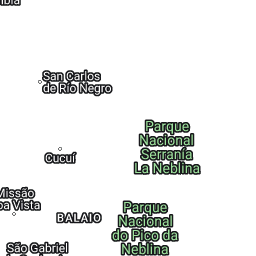 San Carlos
de Río Negro
Parque
Nacional
Serranía
La Neblina
Cucuí
Missão
Boa Vista
BALAIO
Parque
Nacional
do Pico da
Neblina
São Gabriel